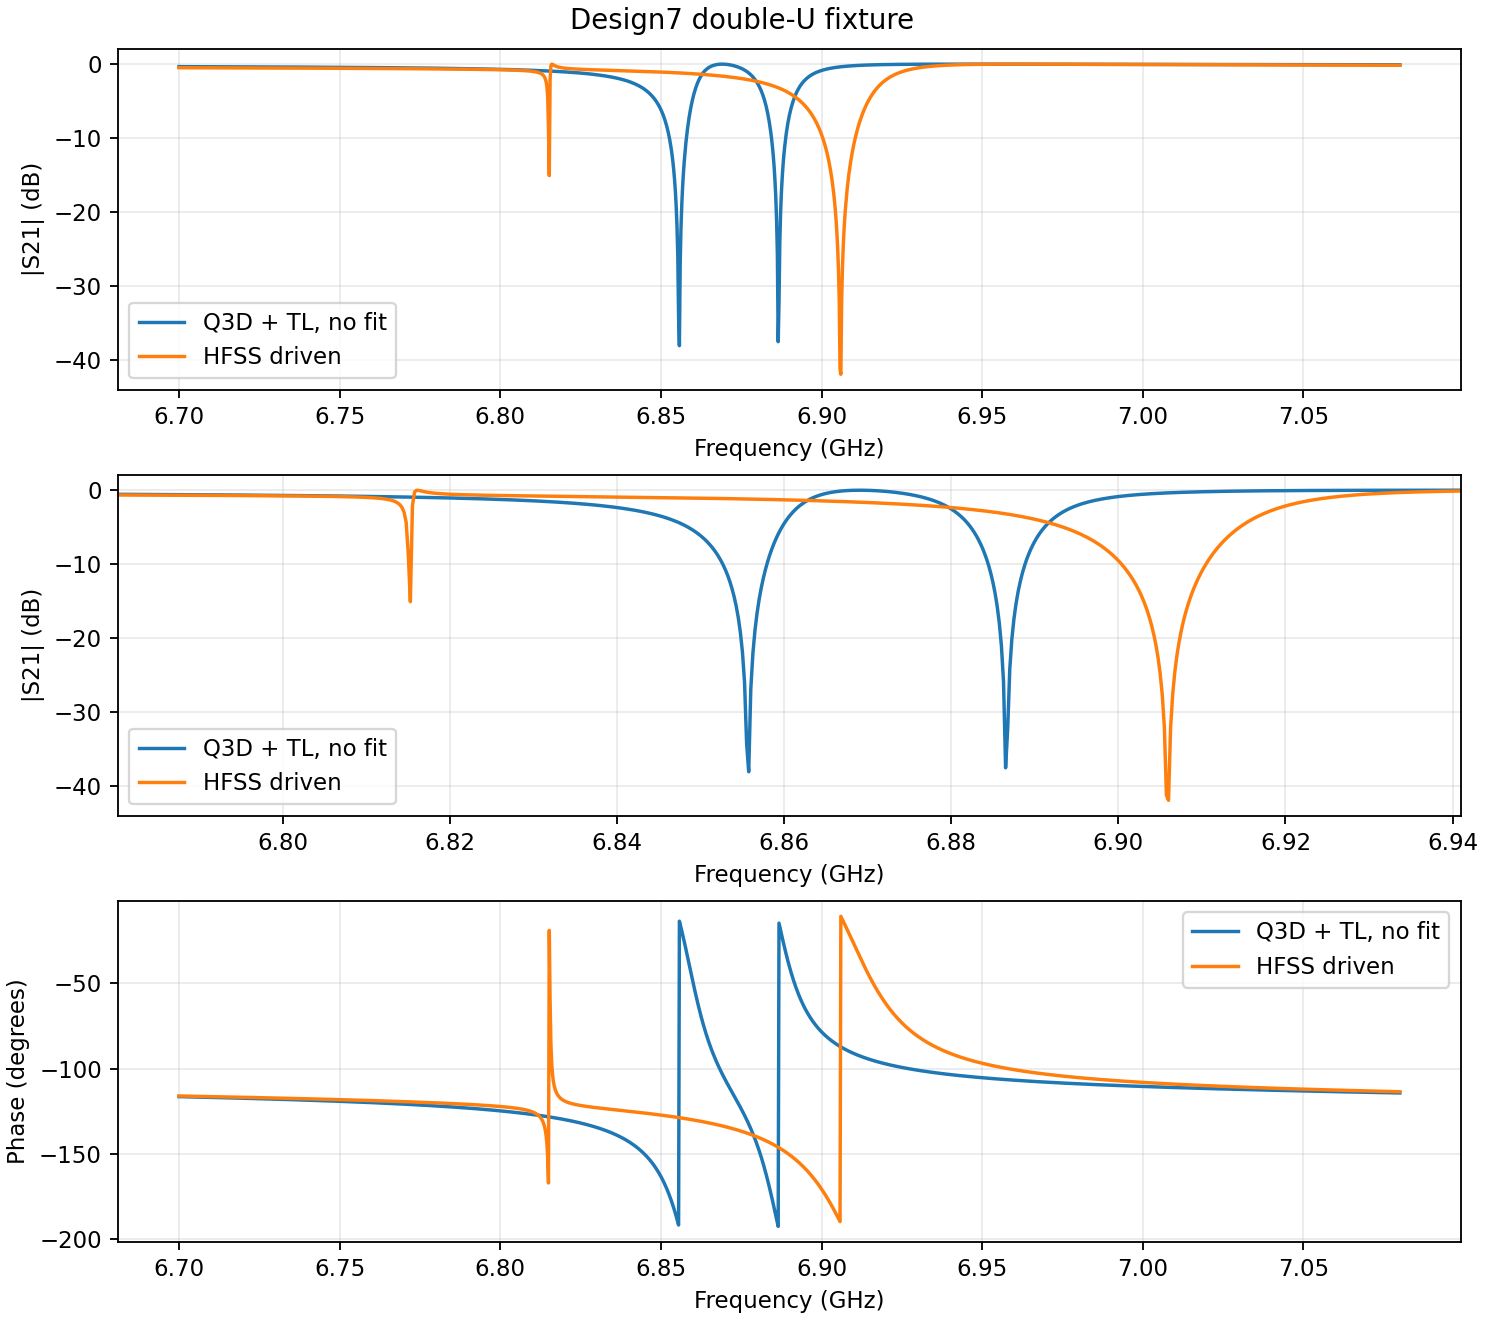 Design7 double-U fixture
|S21| (dB)
0
−10
−20
−30
−40
Q3D + TL, no fit
HFSS driven
6.70 6.75 6.80 6.85 6.90 6.95 7.00 7.05
Frequency (GHz)
|S21| (dB)
0
−10
−20
−30
−40
Q3D + TL, no fit
HFSS driven
6.80 6.82 6.84 6.86 6.88 6.90 6.92 6.94
Frequency (GHz)
Phase (degrees)
−50
−100
−150
−200
Q3D + TL, no fit
HFSS driven
6.70 6.75 6.80 6.85 6.90 6.95 7.00 7.05
Frequency (GHz)